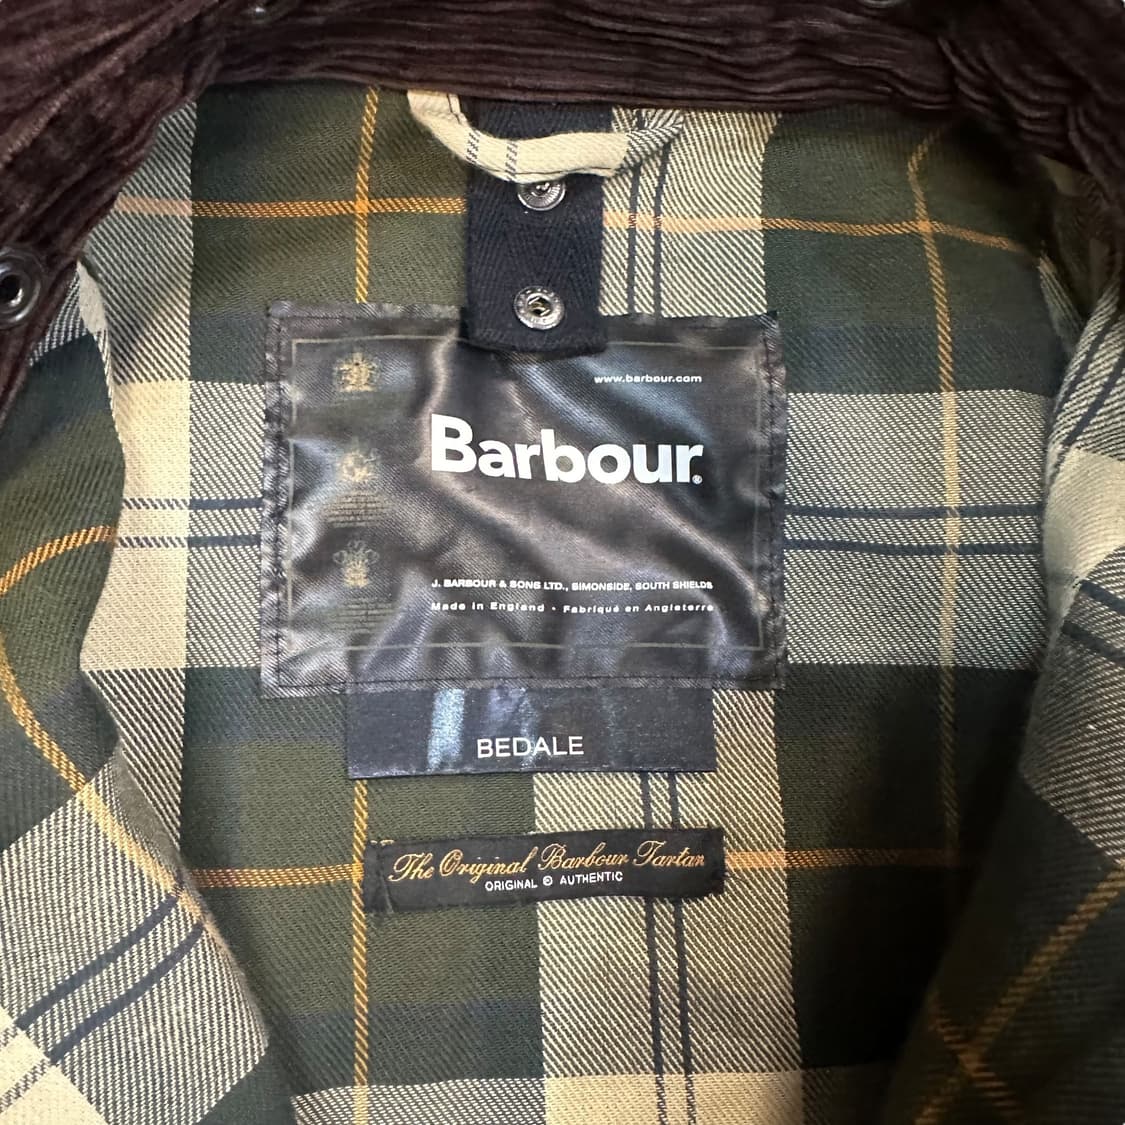 www.barbour.com
Barbour®
J. BARBOUR & SONS LTD., SIMONSIDE, SOUTH SHIELDS
Made in England • Fabriqué en Angleterre
BEDALE
The Original Barbour Tartan
ORIGINAL & AUTHENTIC